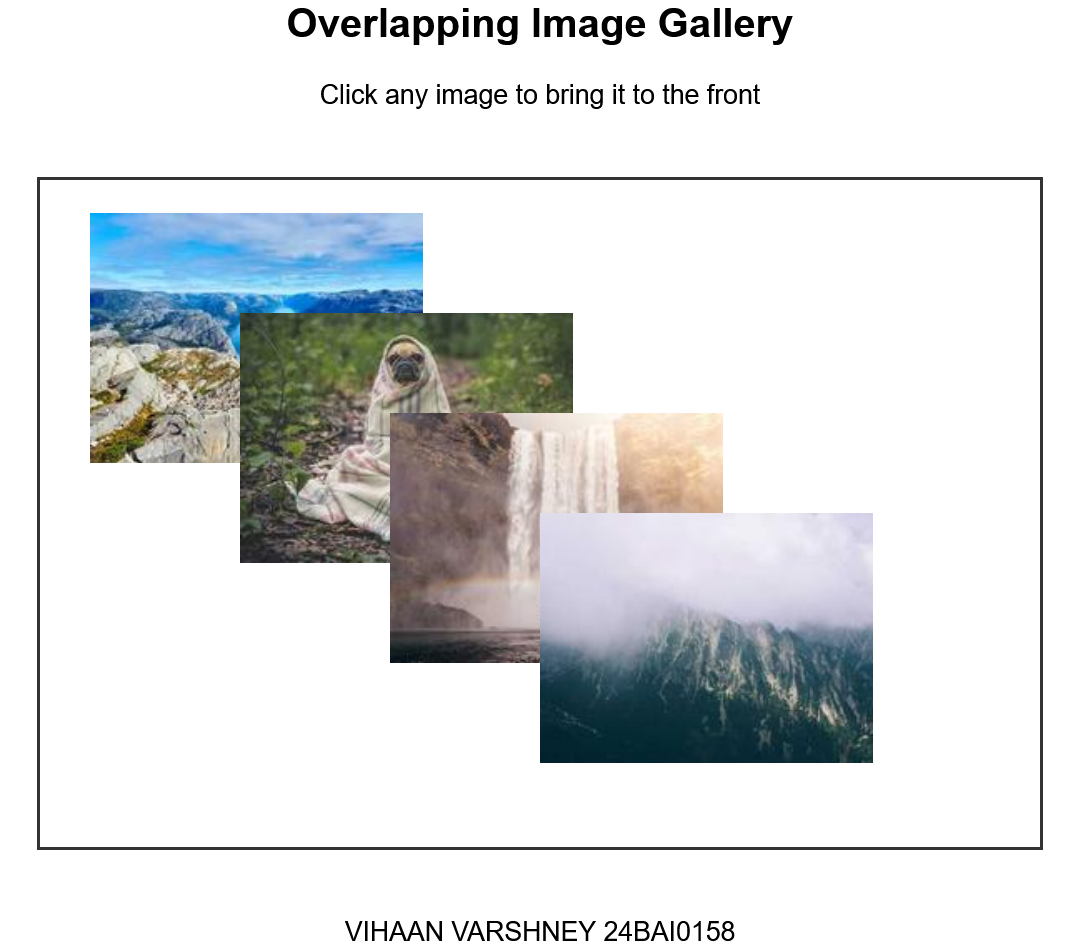 Overlapping Image Gallery
Click any image to bring it to the front
VIHAAN VARSHNEY 24BAI0158